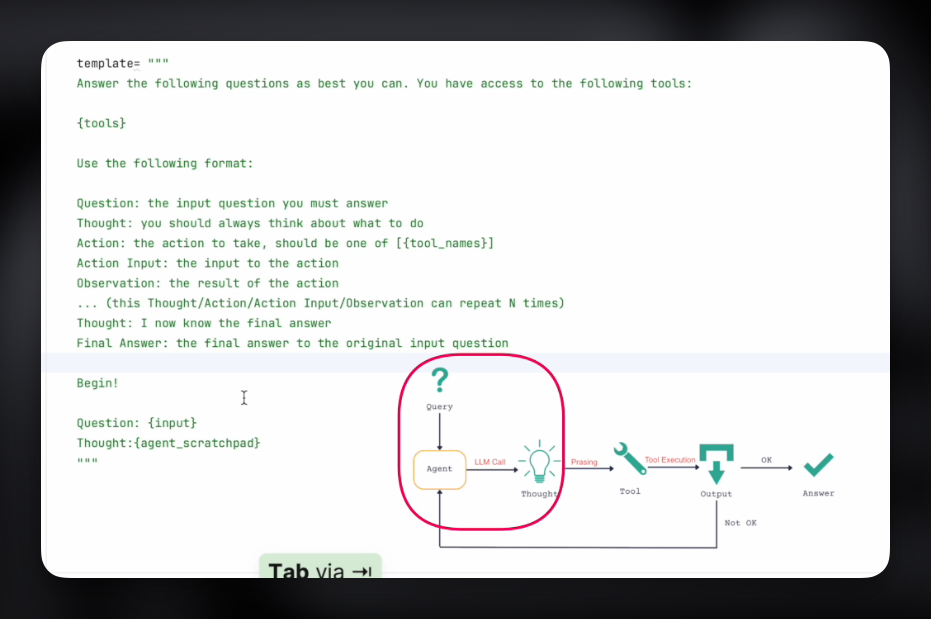 template= """
Answer the following questions as best you can. You have access to the following tools:
{tools}
Use the following format:
Question: the input question you must answer
Thought: you should always think about what to do
Action: the action to take, should be one of [{tool_names}]
Action Input: the input to the action
Observation: the result of the action
... (this Thought/Action/Action Input/Observation can repeat N times)
Thought: I now know the final answer
Final Answer: the final answer to the original input question
Begin!
Question: {input}
Thought:{agent_scratchpad}
"""
?
Query
Agent
LLM Call
Thought
Prasing
Tool
Tool Execution
Output
OK
Answer
Not OK
Tab via ⇥